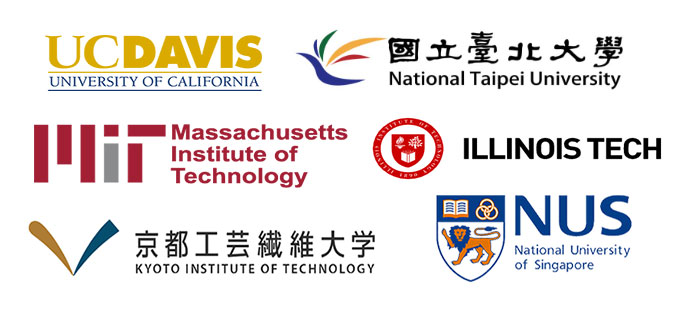 UCDAVIS
UNIVERSITY OF CALIFORNIA
國立臺北大學
National Taipei University
MIT
Massachusetts
Institute of
Technology
ILLINOIS TECH
京都工芸繊維大学
KYOTO INSTITUTE OF TECHNOLOGY
NUS
National University
of Singapore